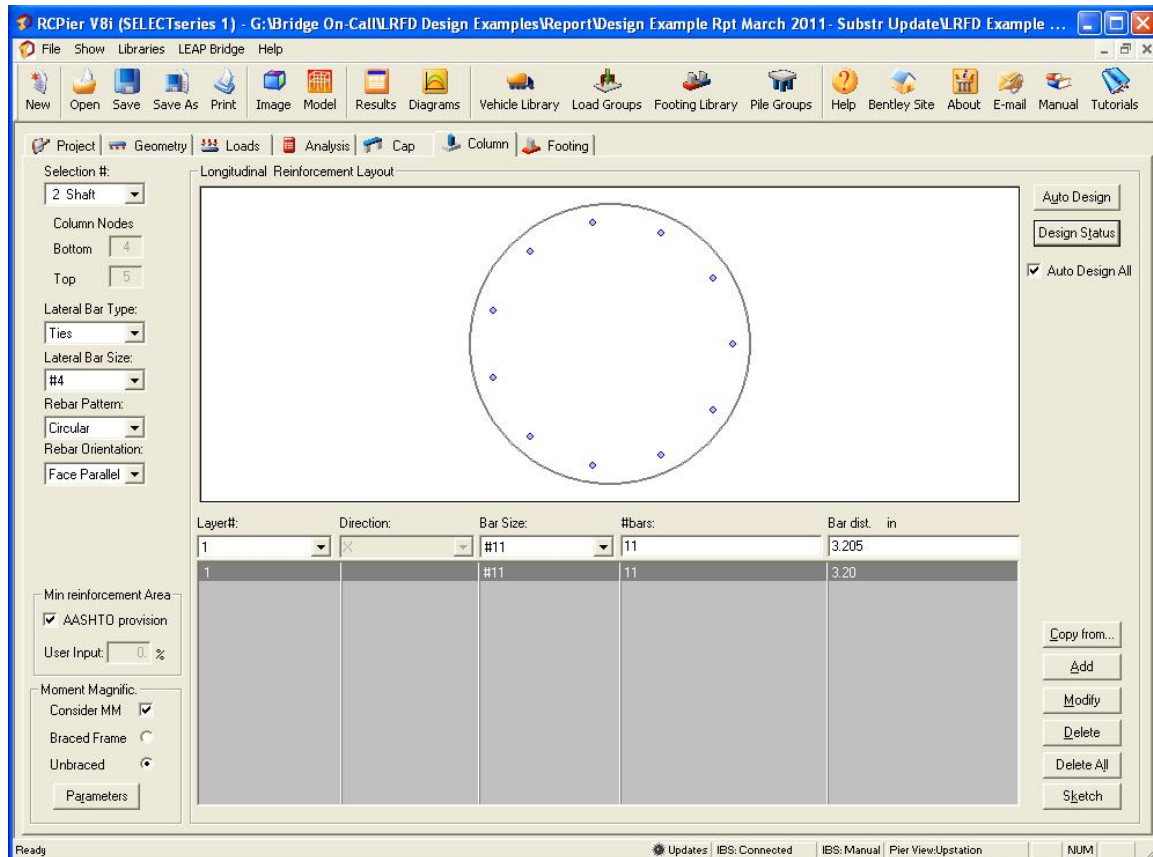 RCPier V8i (SELECTseries 1) - G:\Bridge On-Call\LRFD Design Examples\Report\Design Example Rpt March 2011- Substr Update\LRFD Example ...
File Show Libraries LEAP Bridge Help
New Open Save Save As Print Image Model Results Diagrams Vehicle Library Load Groups Footing Library Pile Groups Help Bentley Site About E-mail Manual Tutorials
Project Geometry Loads Analysis Cap Column Footing
Selection #:
2 Shaft
Column Nodes
Bottom 4
Top 5
Lateral Bar Type:
Ties
Lateral Bar Size:
#4
Rebar Pattern:
Circular
Rebar Orientation:
Face Parallel
Min reinforcement Area
AASHTO provision
User Input: 0. %
Moment Magnific.
Consider MM
Braced Frame
Unbraced
Parameters
Longitudinal Reinforcement Layout
Layer#: Direction: Bar Size: #bars: Bar dist. in
1 X #11 11 3.205
1 #11 11 3.20
Auto Design
Design Status
Auto Design All
Copy from...
Add
Modify
Delete
Delete All
Sketch
Ready Updates IBS: Connected IBS: Manual Pier View:Upstation NUM